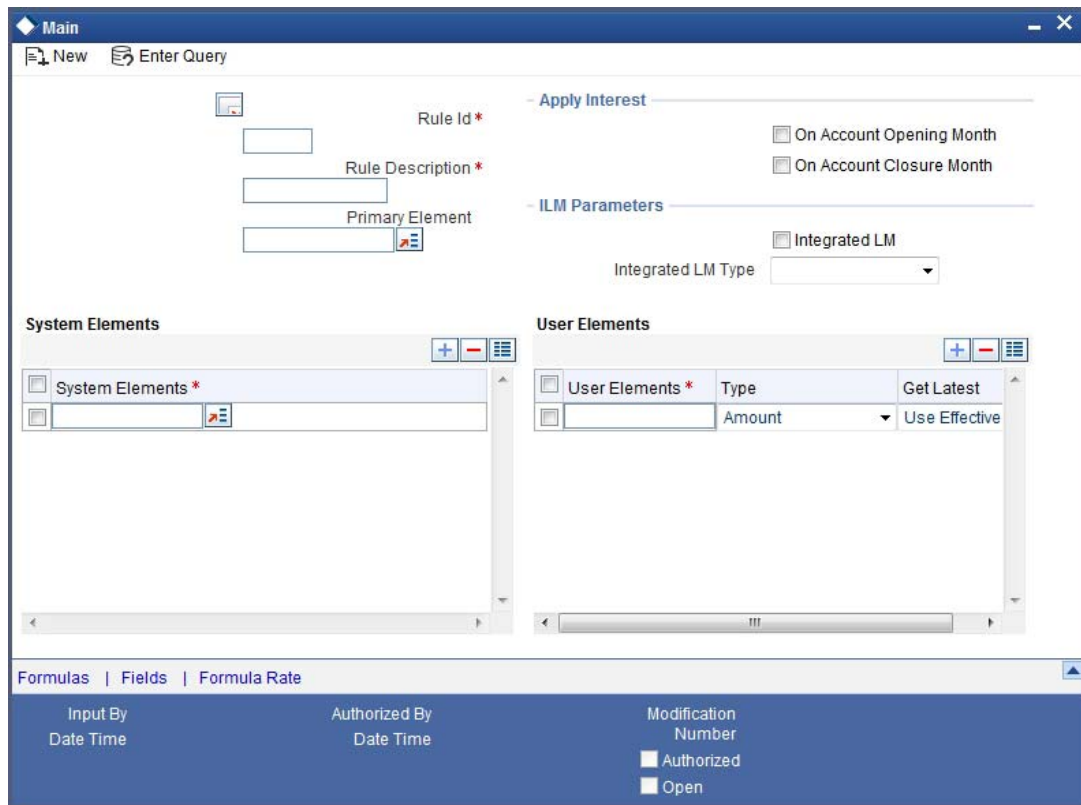 Main
New Enter Query
Rule Id *
Rule Description *
Primary Element
Apply Interest
On Account Opening Month
On Account Closure Month
ILM Parameters
Integrated LM
Integrated LM Type
System Elements
System Elements *
User Elements
User Elements * Type Get Latest
Amount Use Effective
Formulas | Fields | Formula Rate
Input By
Date Time
Authorized By
Date Time
Modification
Number
Authorized
Open